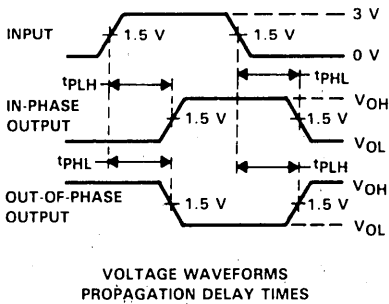 3 V
INPUT
1.5 V
1.5 V
0 V
tPLH
tPHL
IN-PHASE
OUTPUT
VOH
1.5 V
1.5 V
VOL
tPHL
tPLH
OUT-OF-PHASE
OUTPUT
VOH
1.5 V
1.5 V
VOL
VOLTAGE WAVEFORMS
PROPAGATION DELAY TIMES